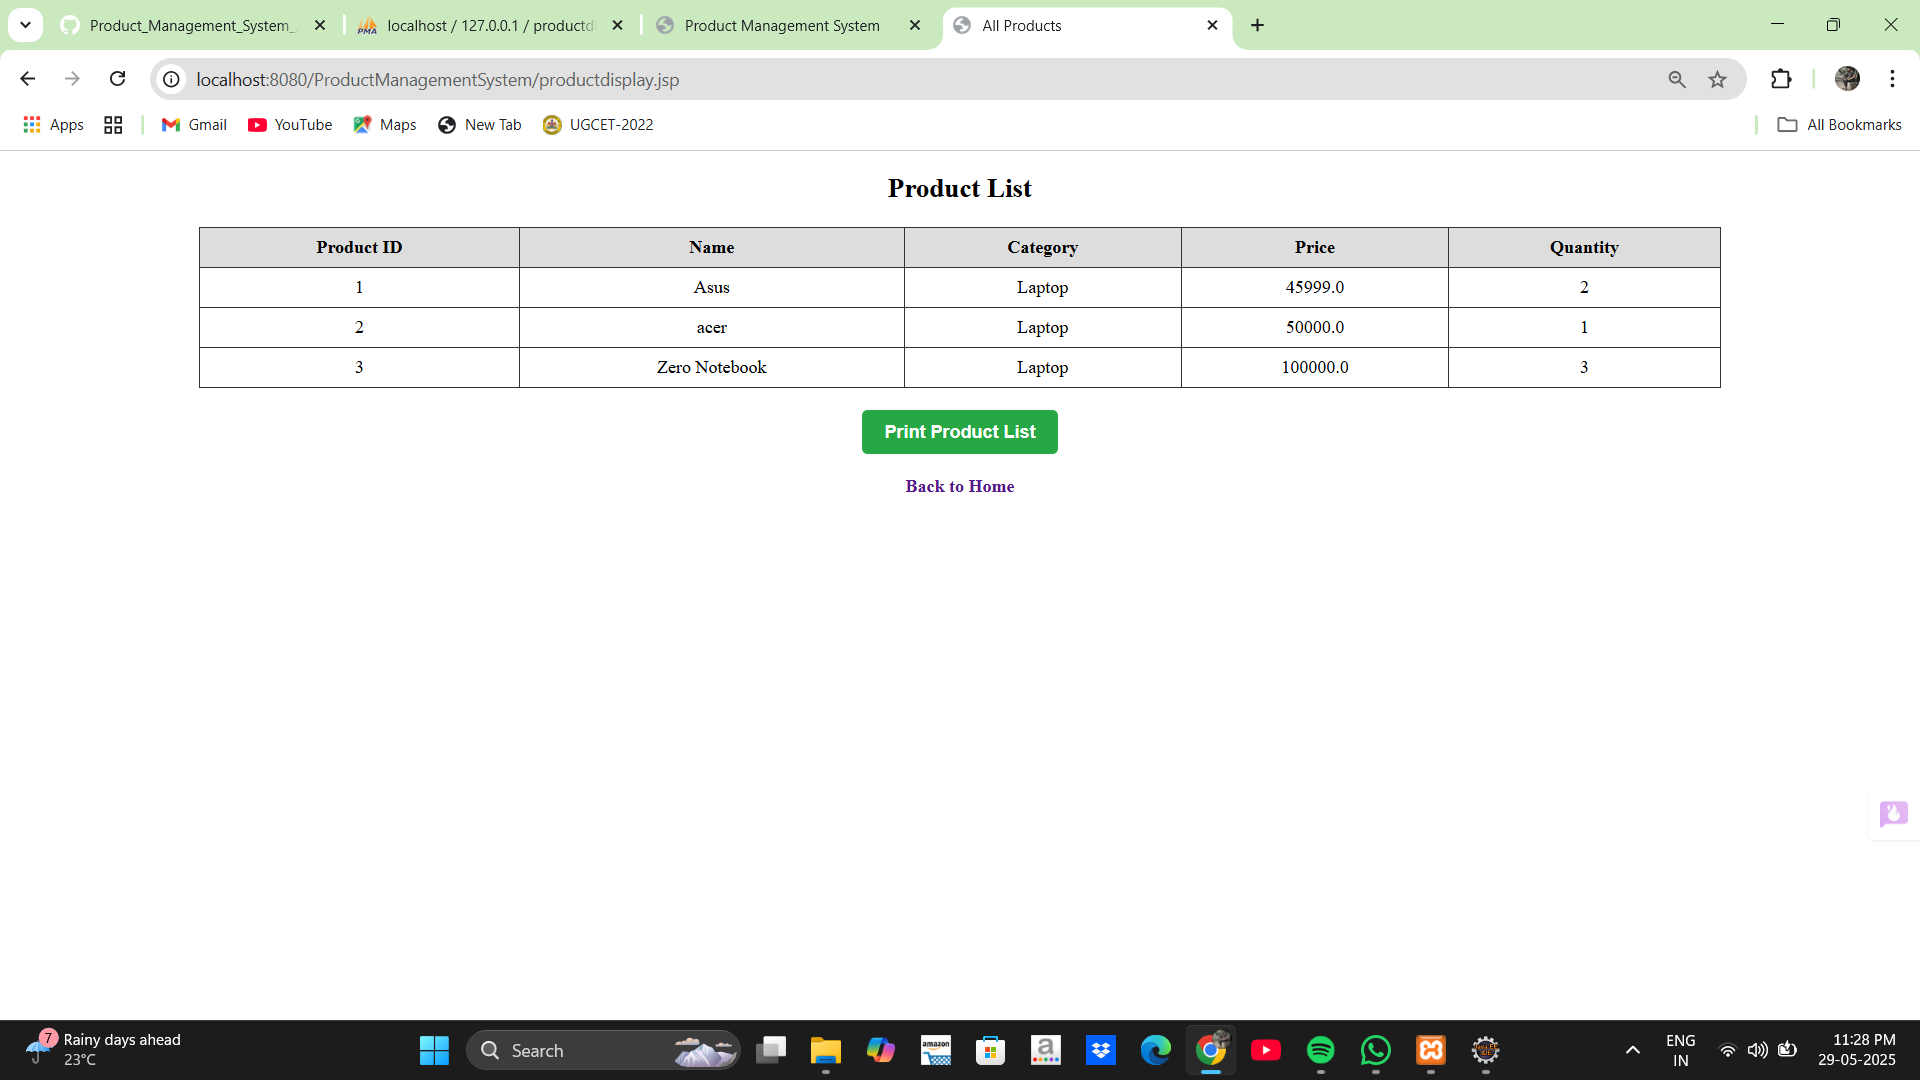 Product_Management_System_
localhost / 127.0.0.1 / productd
Product Management System
All Products
localhost:8080/ProductManagementSystem/productdisplay.jsp
Apps
Gmail
YouTube
Maps
New Tab
UGCET-2022
All Bookmarks
Product List
Product ID Name Category Price Quantity
1 Asus Laptop 45999.0 2
2 acer Laptop 50000.0 1
3 Zero Notebook Laptop 100000.0 3
Print Product List
Back to Home
7
Rainy days ahead
23°C
Search
amazon
a
ENG
IN
11:28 PM
29-05-2025